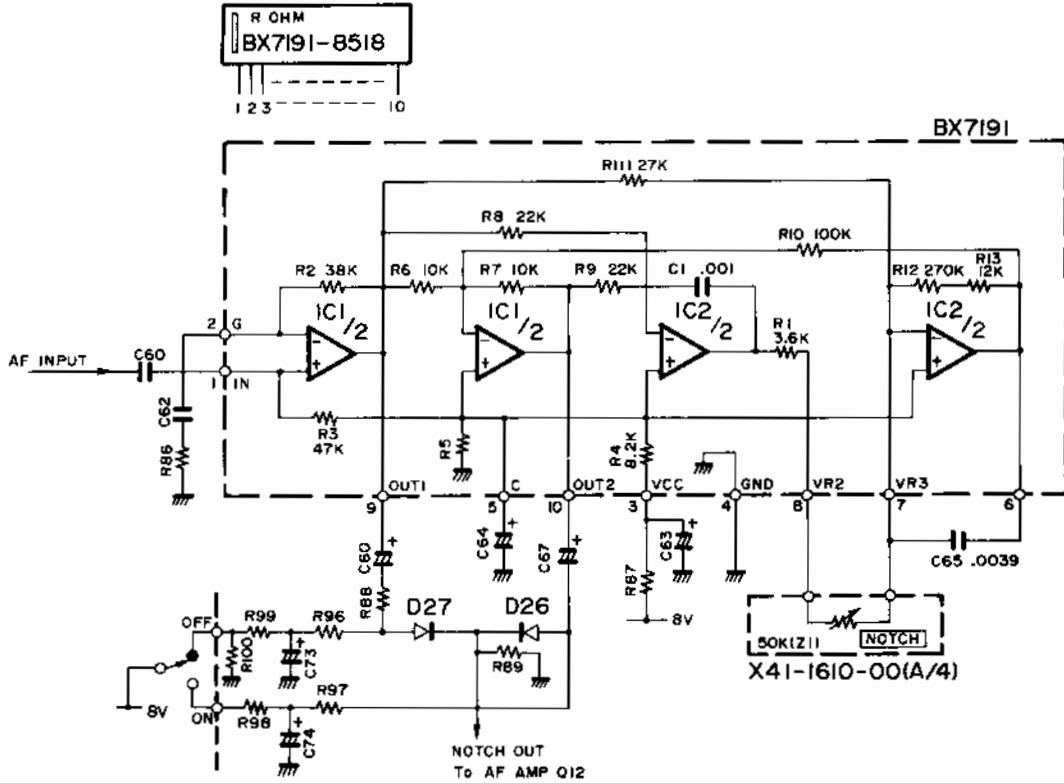 R OHM
BX7191-8518
1 2 3 10
BX7191
R111 27K
R8 22K
R10 100K
R13
12K
R2 38K
R6 10K
R7 10K
R9 22K
C1 .001
R12 270K
IC1/2
IC1/2
IC2/2
IC2/2
R1
3.6K
2 G
AF INPUT
C60
1 IN
C62
R86
R3
47K
R5
R4
8.2K
OUT1
C
OUT2
VCC
GND
VR2
VR3
9
5
10
3
4
8
7
6
C60
C64
C67
C63
C65 .0039
R88
D27
D26
R87
8V
OFF
R99
R96
R100
C73
R89
50K(Z1)
NOTCH
X41-1610-00(A/4)
8V
ON
R98
R97
C74
NOTCH OUT
To AF AMP Q12